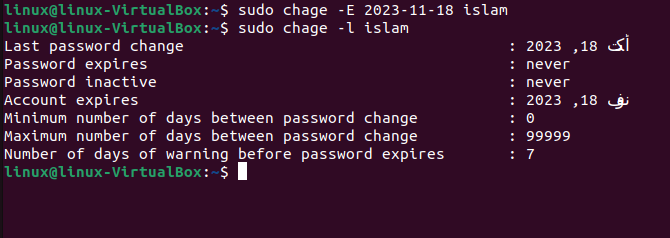 linux@linux-VirtualBox:~$ sudo chage -E 2023-11-18 islam
linux@linux-VirtualBox:~$ sudo chage -l islam
Last password change : أكت 18, 2023
Password expires : never
Password inactive : never
Account expires : نوف 18, 2023
Minimum number of days between password change : 0
Maximum number of days between password change : 99999
Number of days of warning before password expires : 7
linux@linux-VirtualBox:~$